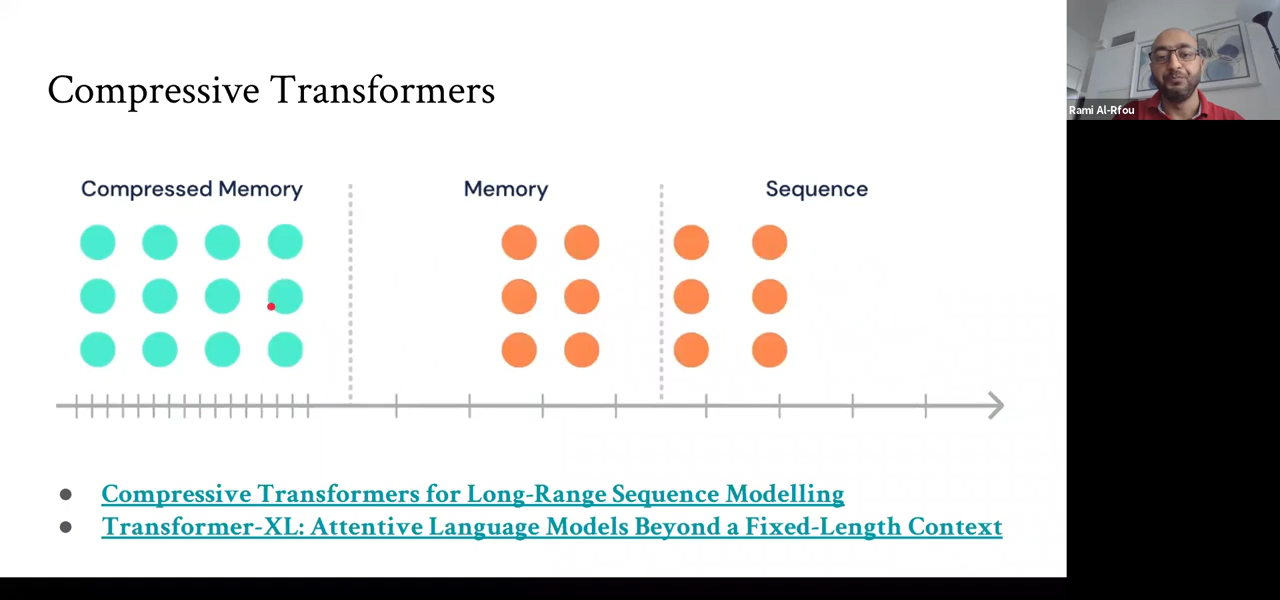 Compressive Transformers
Compressed Memory
Memory
Sequence
Compressive Transformers for Long-Range Sequence Modelling
Transformer-XL: Attentive Language Models Beyond a Fixed-Length Context
Rami Al-Rfou